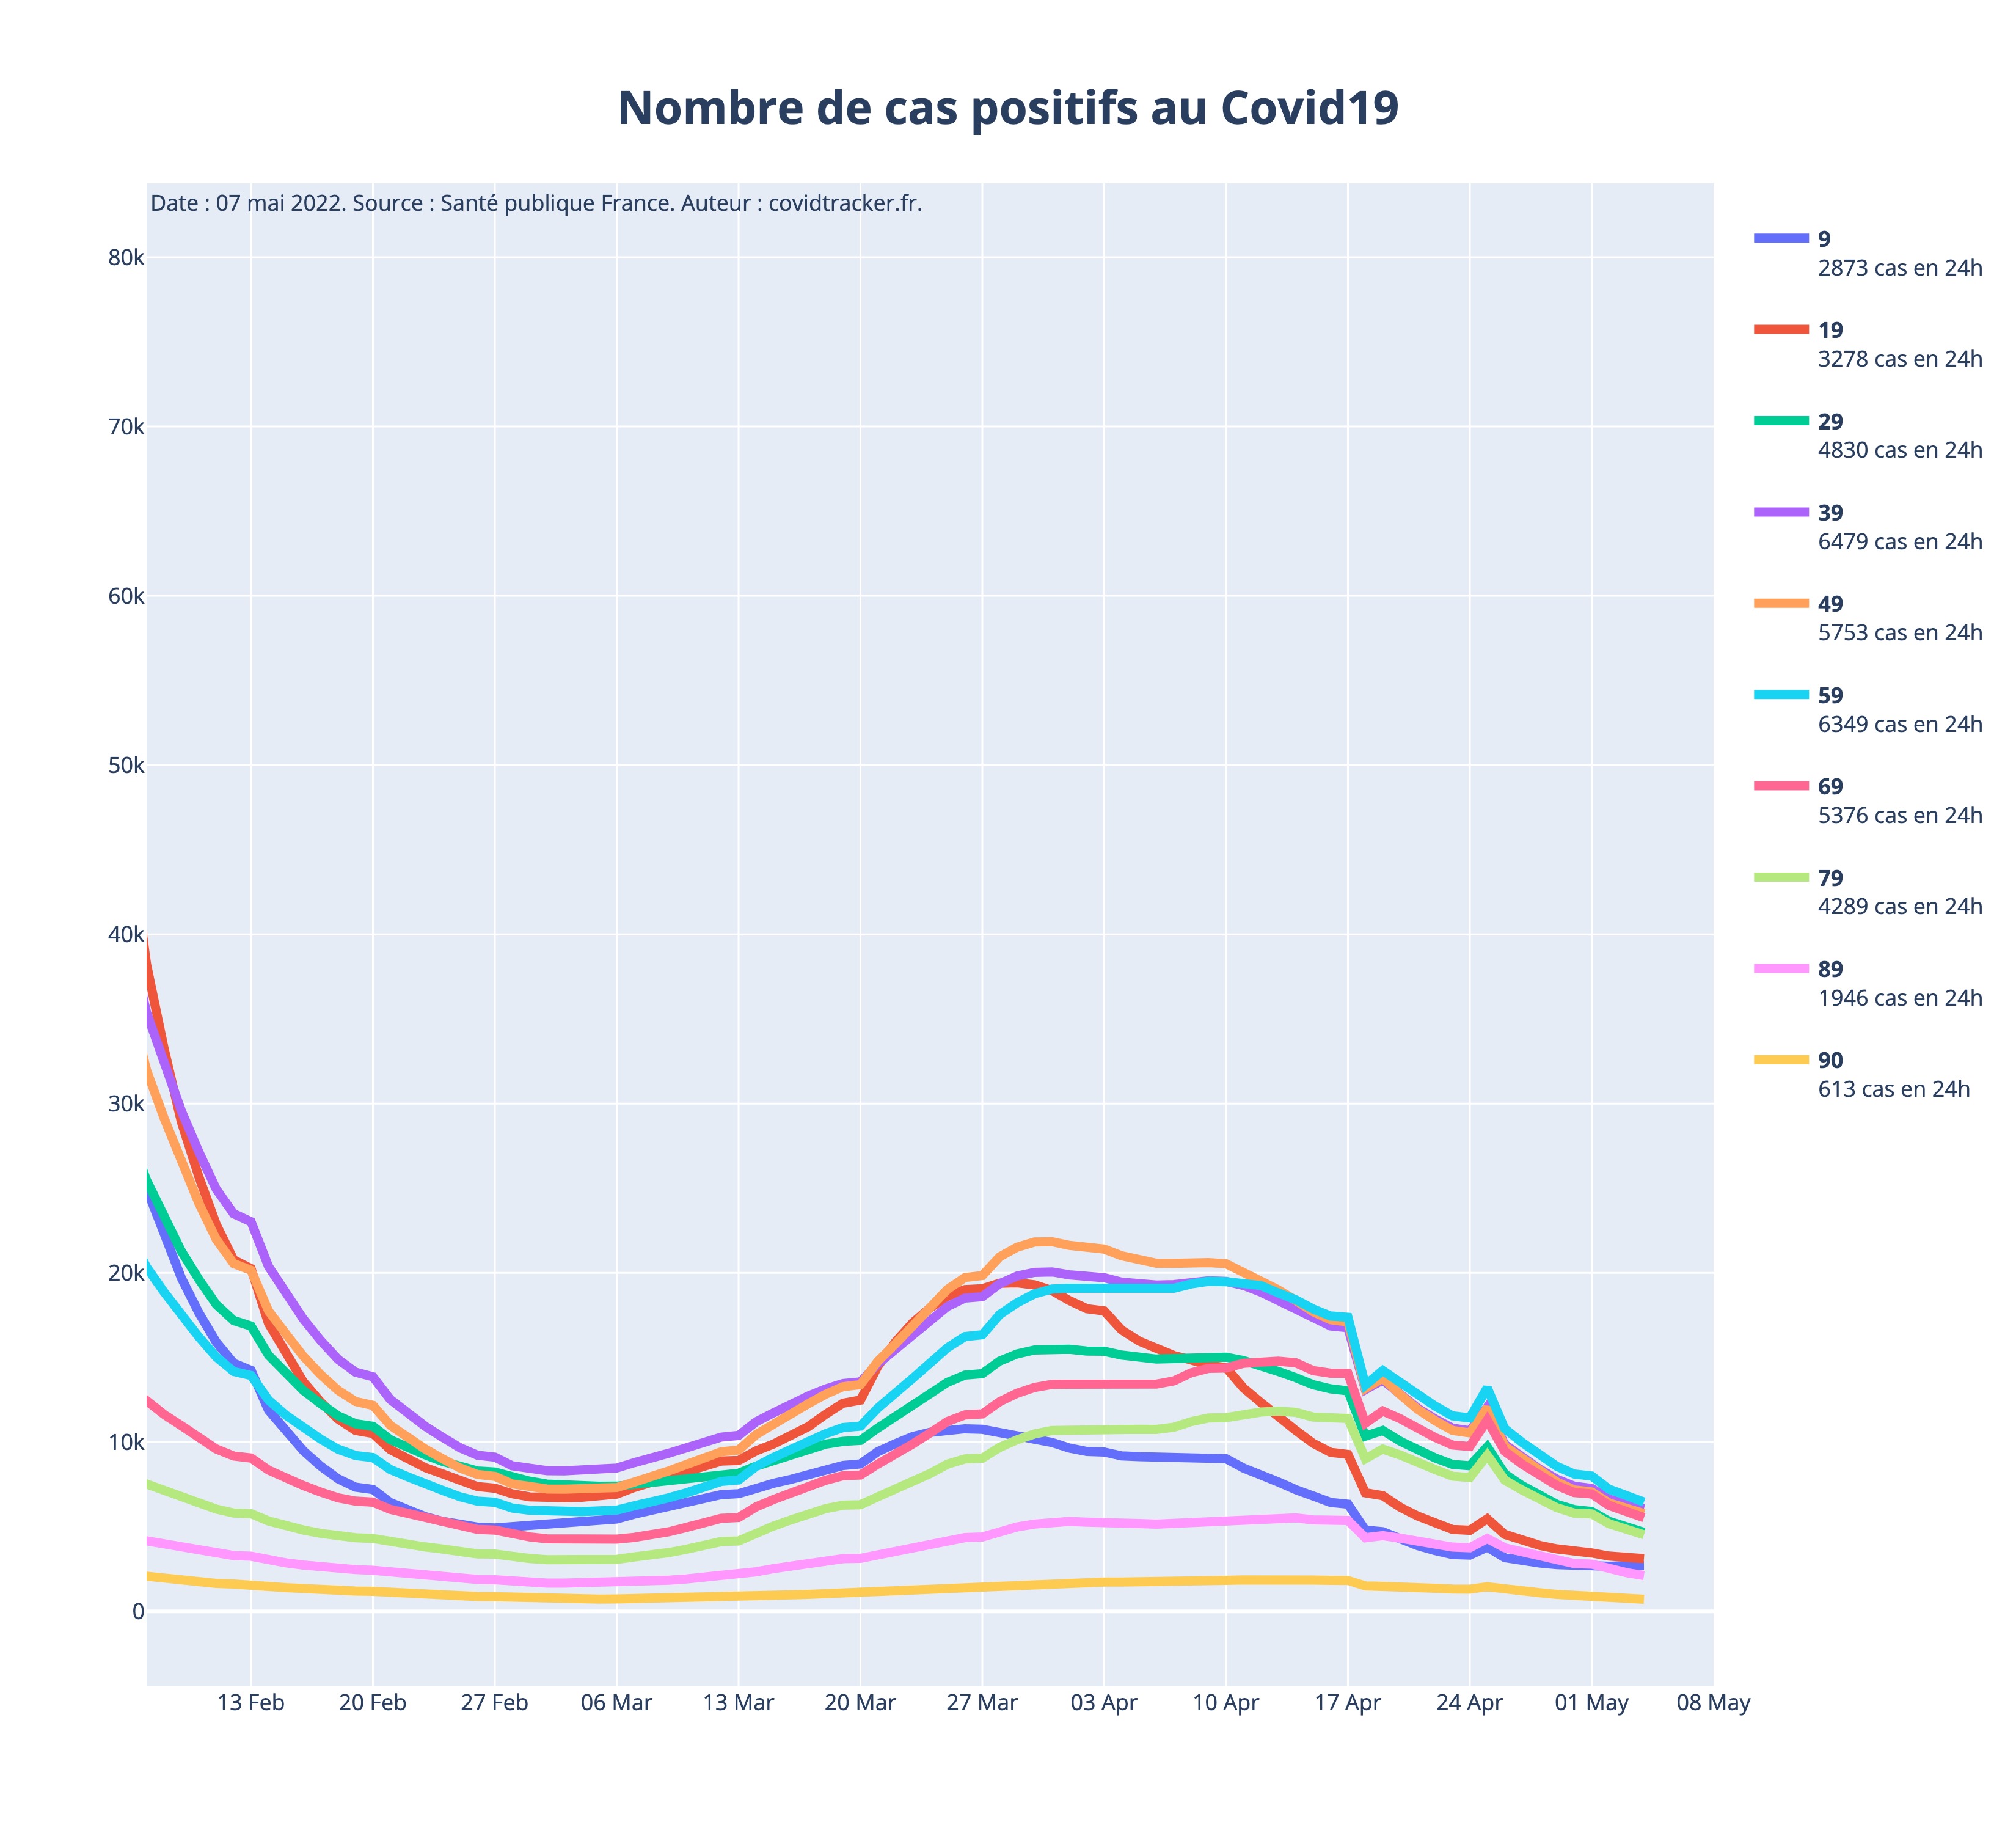 Nombre de cas positifs au Covid19
Date : 07 mai 2022. Source : Santé publique France. Auteur : covidtracker.fr.
80k
70k
60k
50k
40k
30k
20k
10k
0
13 Feb
20 Feb
27 Feb
06 Mar
13 Mar
20 Mar
27 Mar
03 Apr
10 Apr
17 Apr
24 Apr
01 May
08 May
9
2873 cas en 24h
19
3278 cas en 24h
29
4830 cas en 24h
39
6479 cas en 24h
49
5753 cas en 24h
59
6349 cas en 24h
69
5376 cas en 24h
79
4289 cas en 24h
89
1946 cas en 24h
90
613 cas en 24h